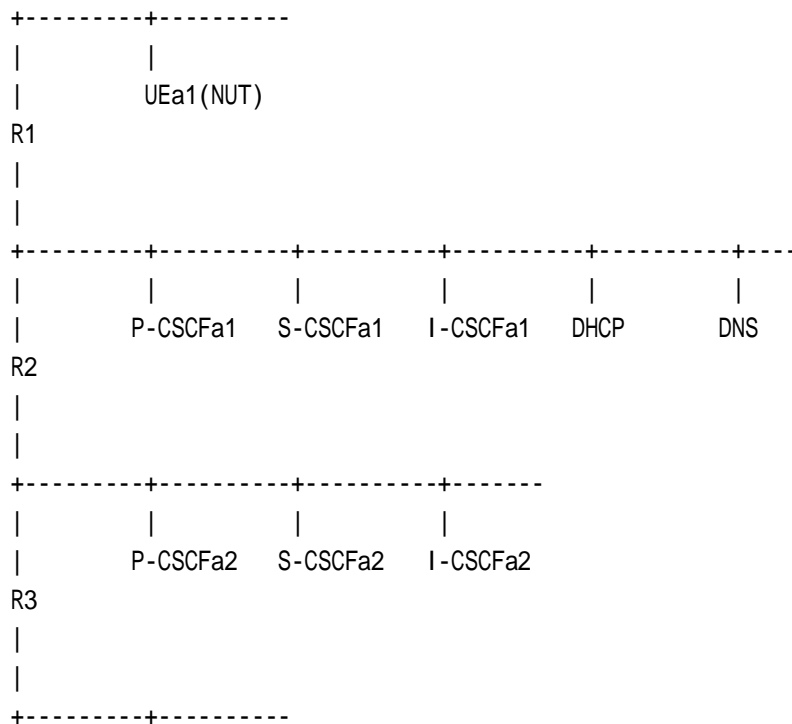 UEa1(NUT)
R1
P-CSCFa1 S-CSCFa1 I-CSCFa1 DHCP DNS
R2
P-CSCFa2 S-CSCFa2 I-CSCFa2
R3